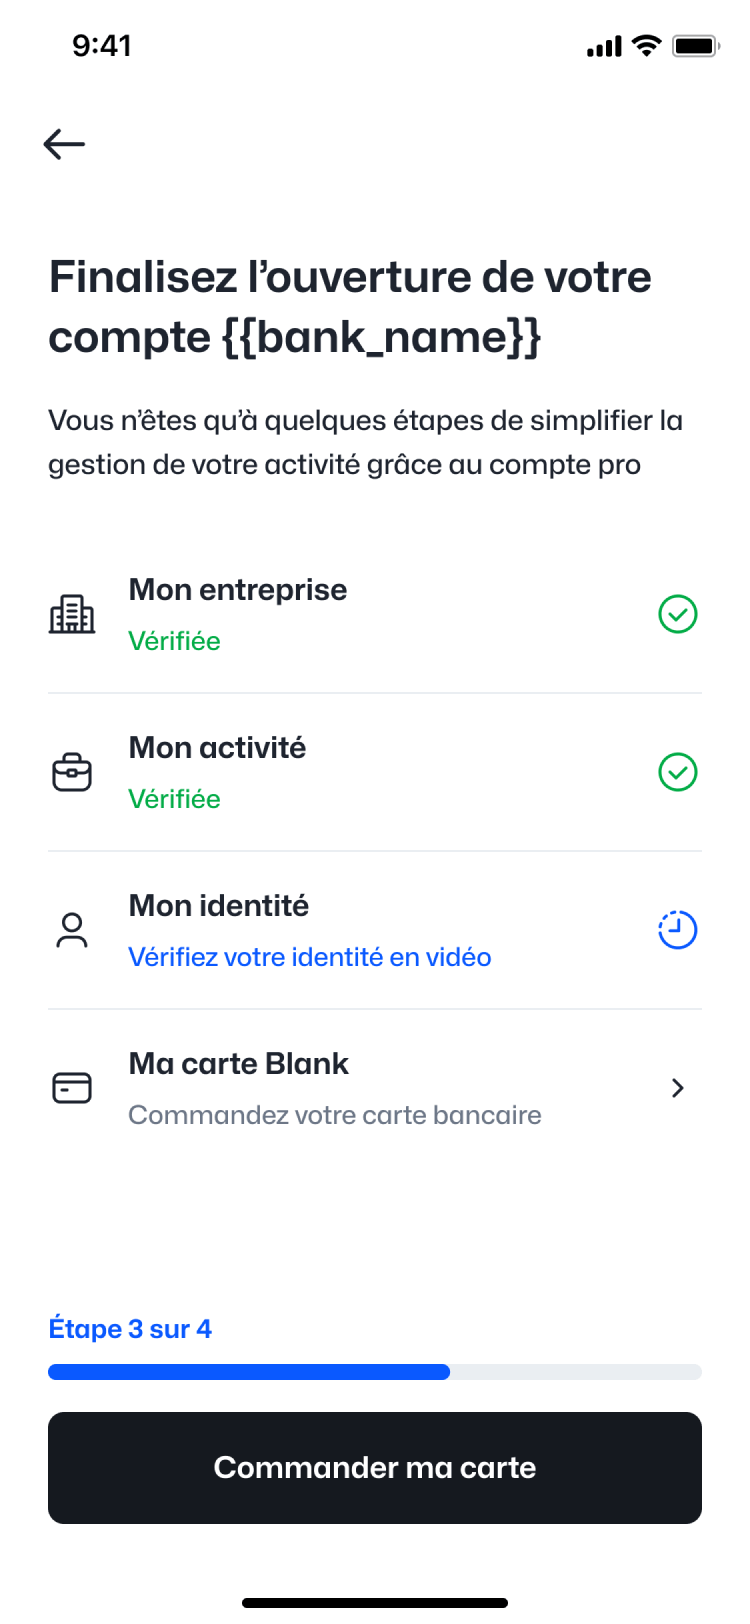 9:41
Finalisez l’ouverture de votre
compte {{bank_name}}
Vous n’êtes qu’à quelques étapes de simplifier la
gestion de votre activité grâce au compte pro
Mon entreprise
Vérifiée
Mon activité
Vérifiée
Mon identité
Vérifiez votre identité en vidéo
Ma carte Blank
Commandez votre carte bancaire
Étape 3 sur 4
Commander ma carte